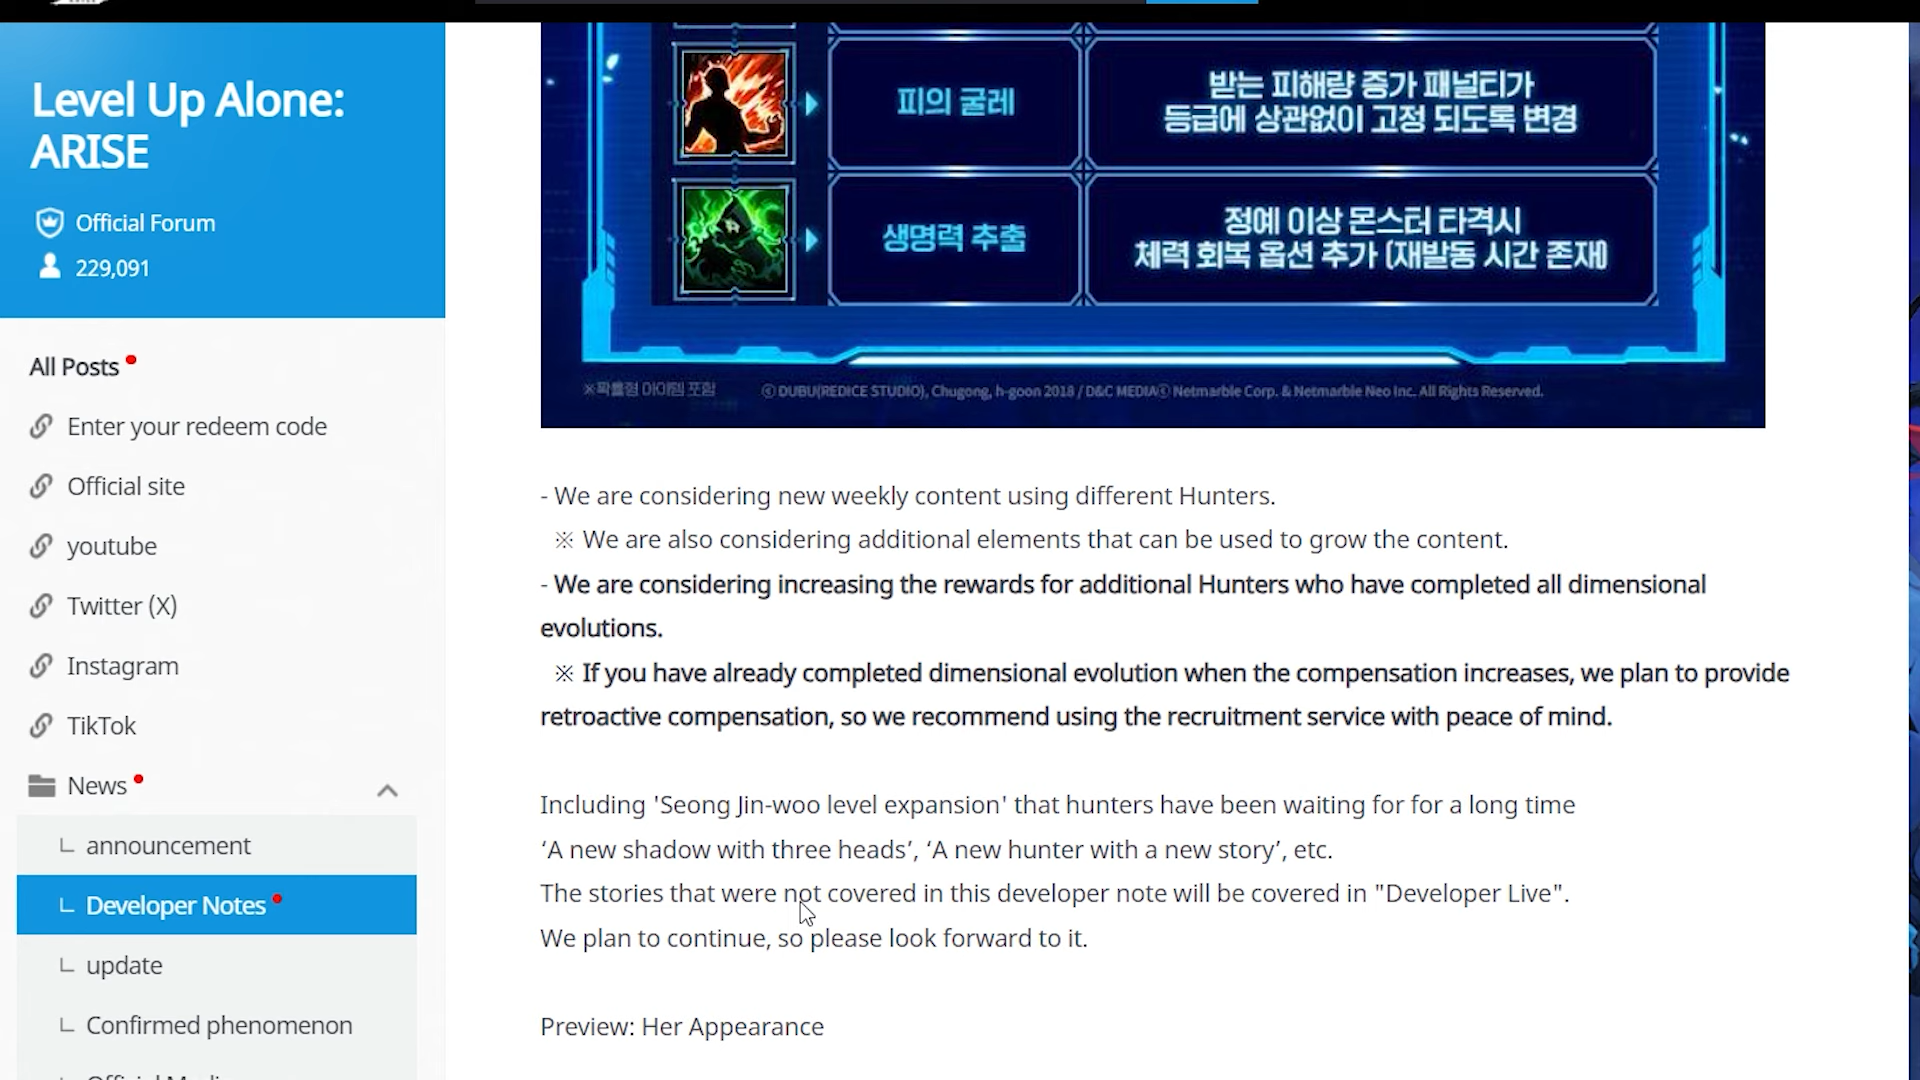 Level Up Alone:
ARISE
Official Forum
229,091
All Posts
Enter your redeem code
Official site
youtube
Twitter (X)
Instagram
TikTok
News
announcement
Developer Notes
update
Confirmed phenomenon
피의 굴레
받는 피해량 증가 패널티가
등급에 상관없이 고정 되도록 변경
생명력 추출
정예 이상 몬스터 타격시
체력 회복 옵션 추가 (재발동 시간 존재)
※확률형 아이템 포함
ⓒ DUBU(REDICE STUDIO), Chugong, h-goon 2018 / D&C MEDIAⓒ Netmarble Corp. & Netmarble Neo Inc. All Rights Reserved.
- We are considering new weekly content using different Hunters.
※ We are also considering additional elements that can be used to grow the content.
- We are considering increasing the rewards for additional Hunters who have completed all dimensional
evolutions.
※ If you have already completed dimensional evolution when the compensation increases, we plan to provide
retroactive compensation, so we recommend using the recruitment service with peace of mind.
Including 'Seong Jin-woo level expansion' that hunters have been waiting for for a long time
‘A new shadow with three heads’, ‘A new hunter with a new story’, etc.
The stories that were not covered in this developer note will be covered in "Developer Live".
We plan to continue, so please look forward to it.
Preview: Her Appearance